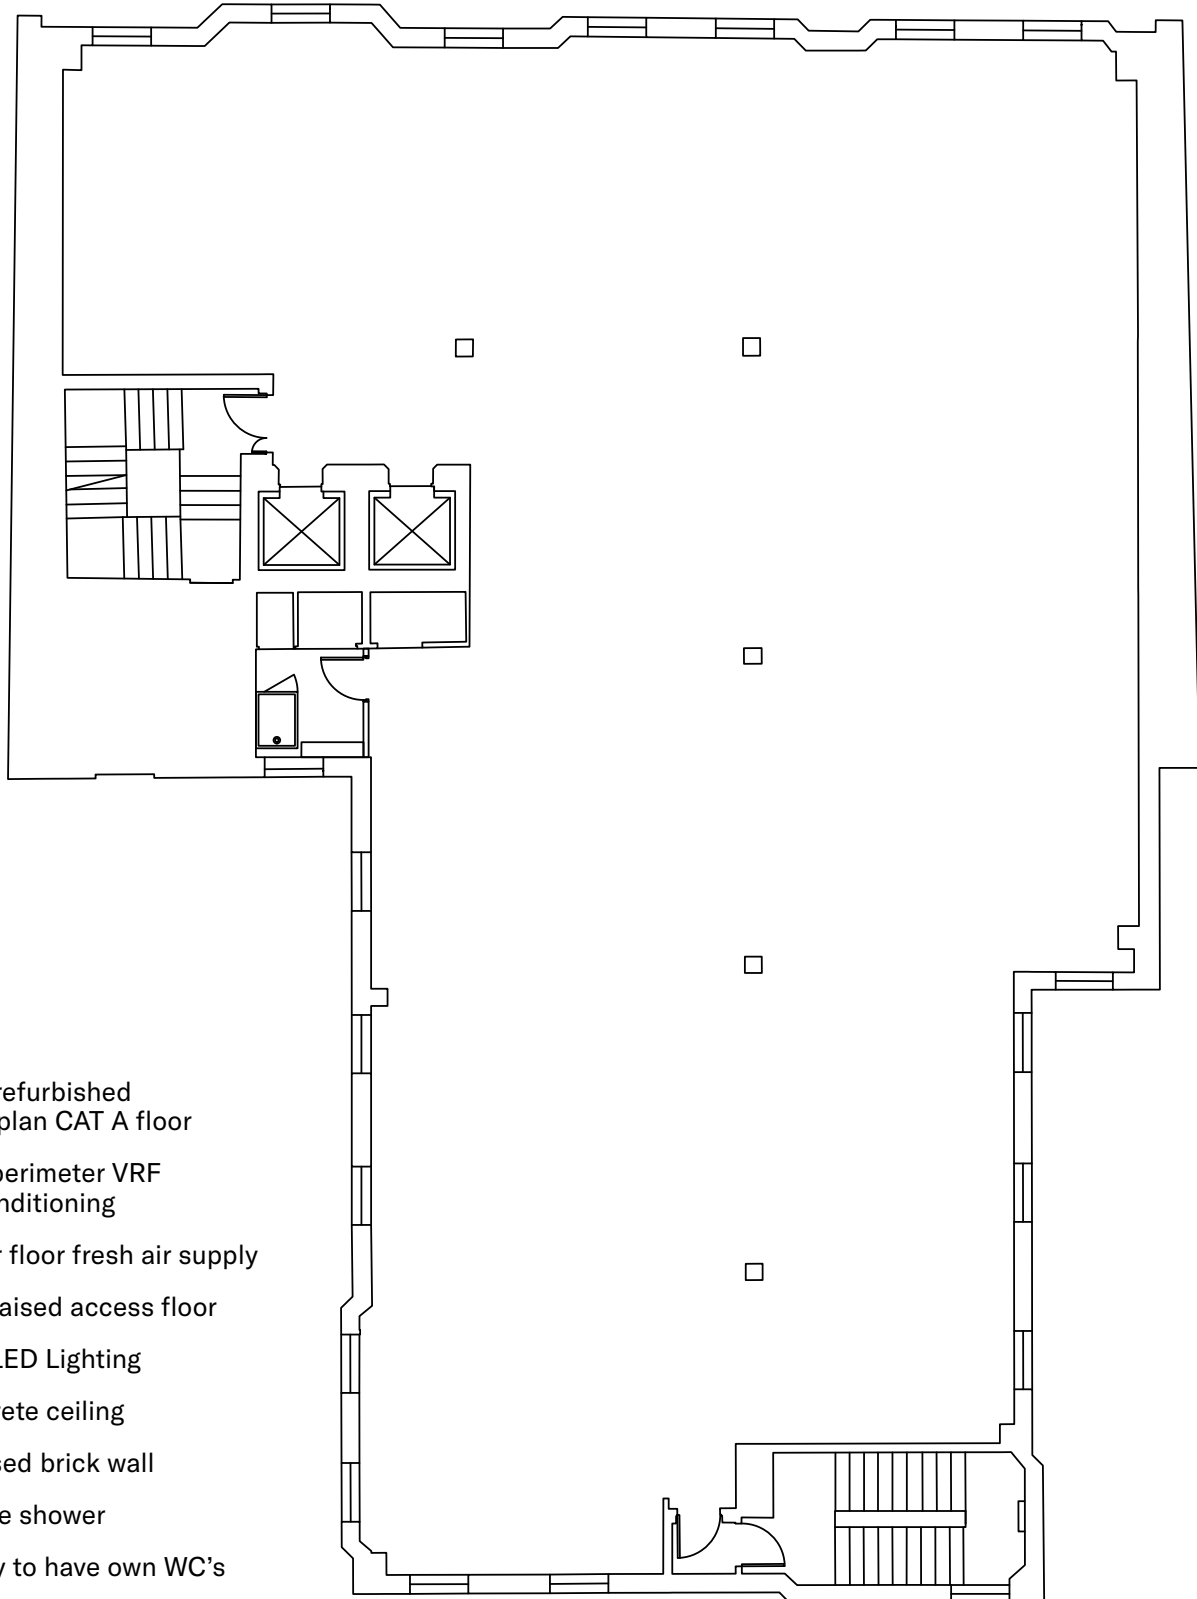 refurbished
plan CAT A floor
perimeter VRF
nditioning
floor fresh air supply
aised access floor
LED Lighting
ete ceiling
sed brick wall
e shower
y to have own WC's